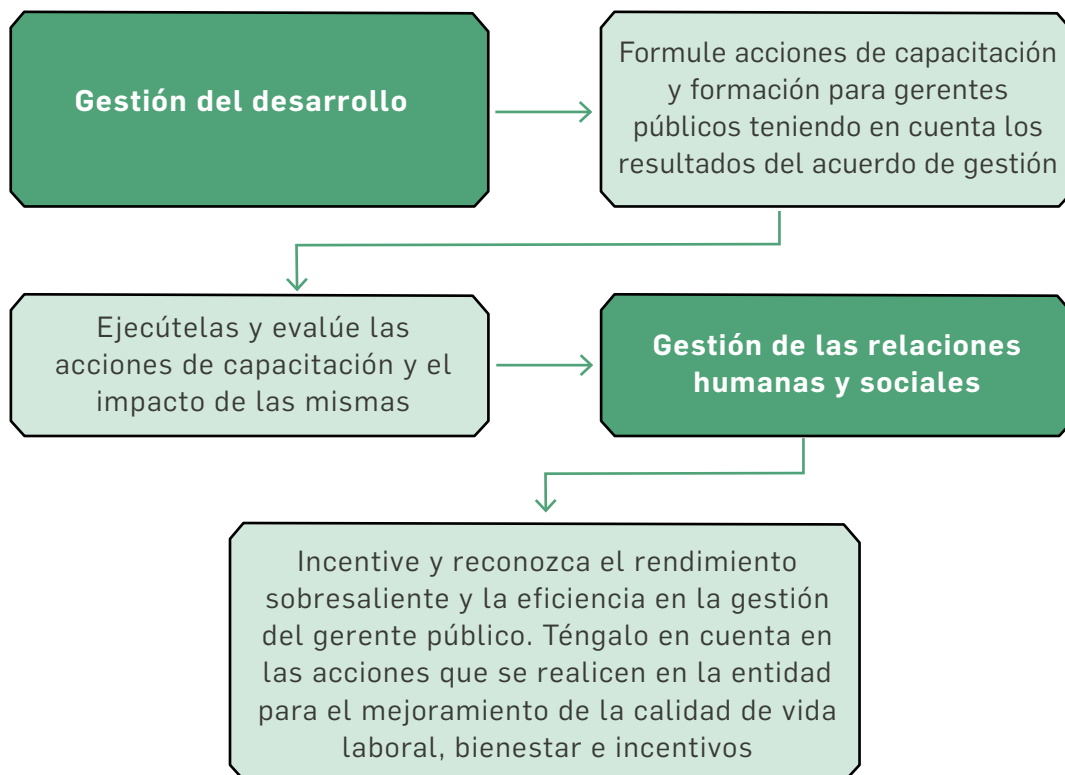 Gestión del desarrollo
Formule acciones de capacitación
y formación para gerentes
públicos teniendo en cuenta los
resultados del acuerdo de gestión
Ejecútelas y evalúe las
acciones de capacitación y el
impacto de las mismas
Gestión de las relaciones
humanas y sociales
Incentive y reconozca el rendimiento
sobresaliente y la eficiencia en la gestión
del gerente público. Téngalo en cuenta en
las acciones que se realicen en la entidad
para el mejoramiento de la calidad de vida
laboral, bienestar e incentivos